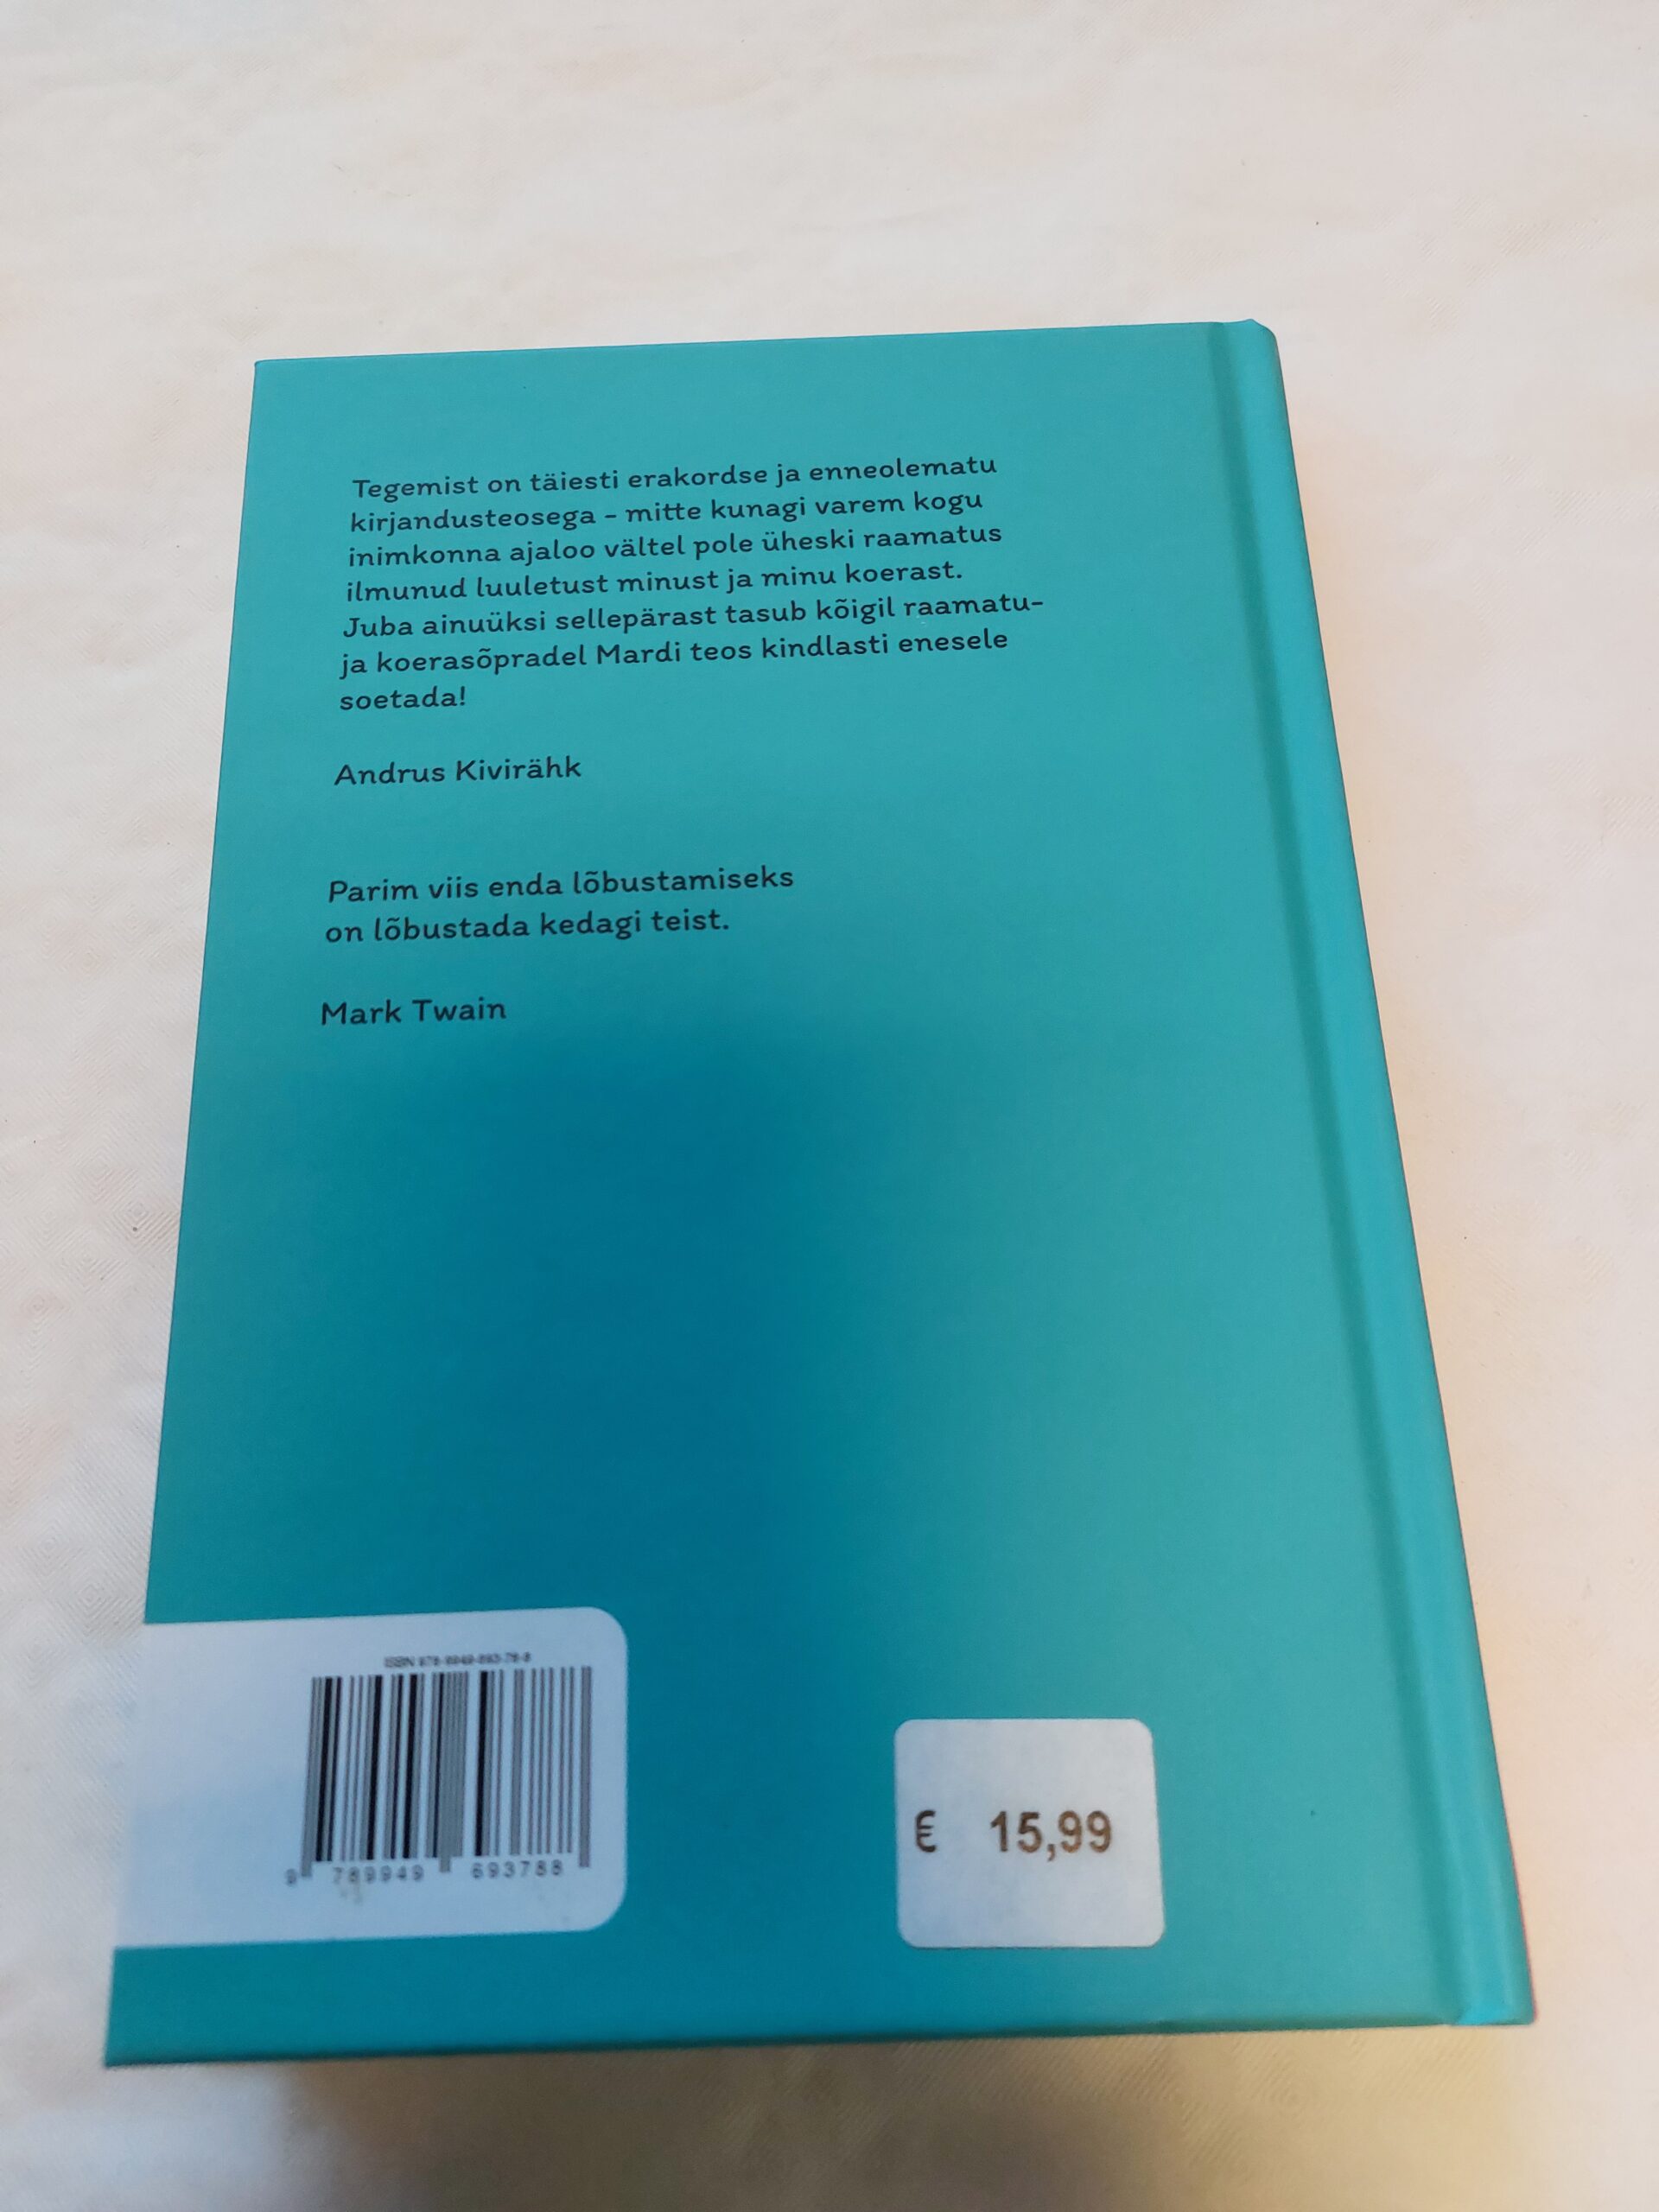 Tegemist on täiesti erakordse ja enneolematu
kirjandusteosega – mitte kunagi varem kogu
inimkonna ajaloo vältel pole üheski raamatus
ilmunud luuletust minust ja minu koerast.
Juba ainuüksi sellepärast tasub kõigil raamatu-
ja koerasõpradel Mardi teos kindlasti enesele
soetada!
Andrus Kivirähk
Parim viis enda lõbustamiseks
on lõbustada kedagi teist.
Mark Twain
ISBN
9 789949 693788
€ 15,99